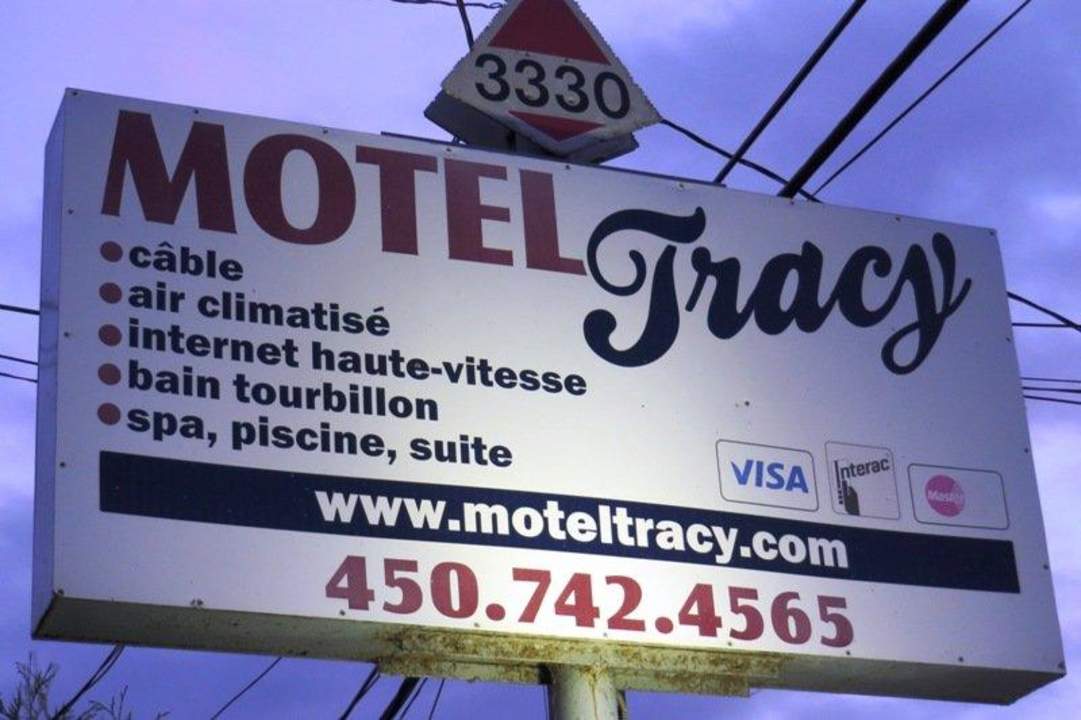 3330
MOTEL Tracy
câble
air climatisé
internet haute-vitesse
bain tourbillon
spa, piscine, suite
VISA
Interac
www.moteltracy.com
450.742.4565